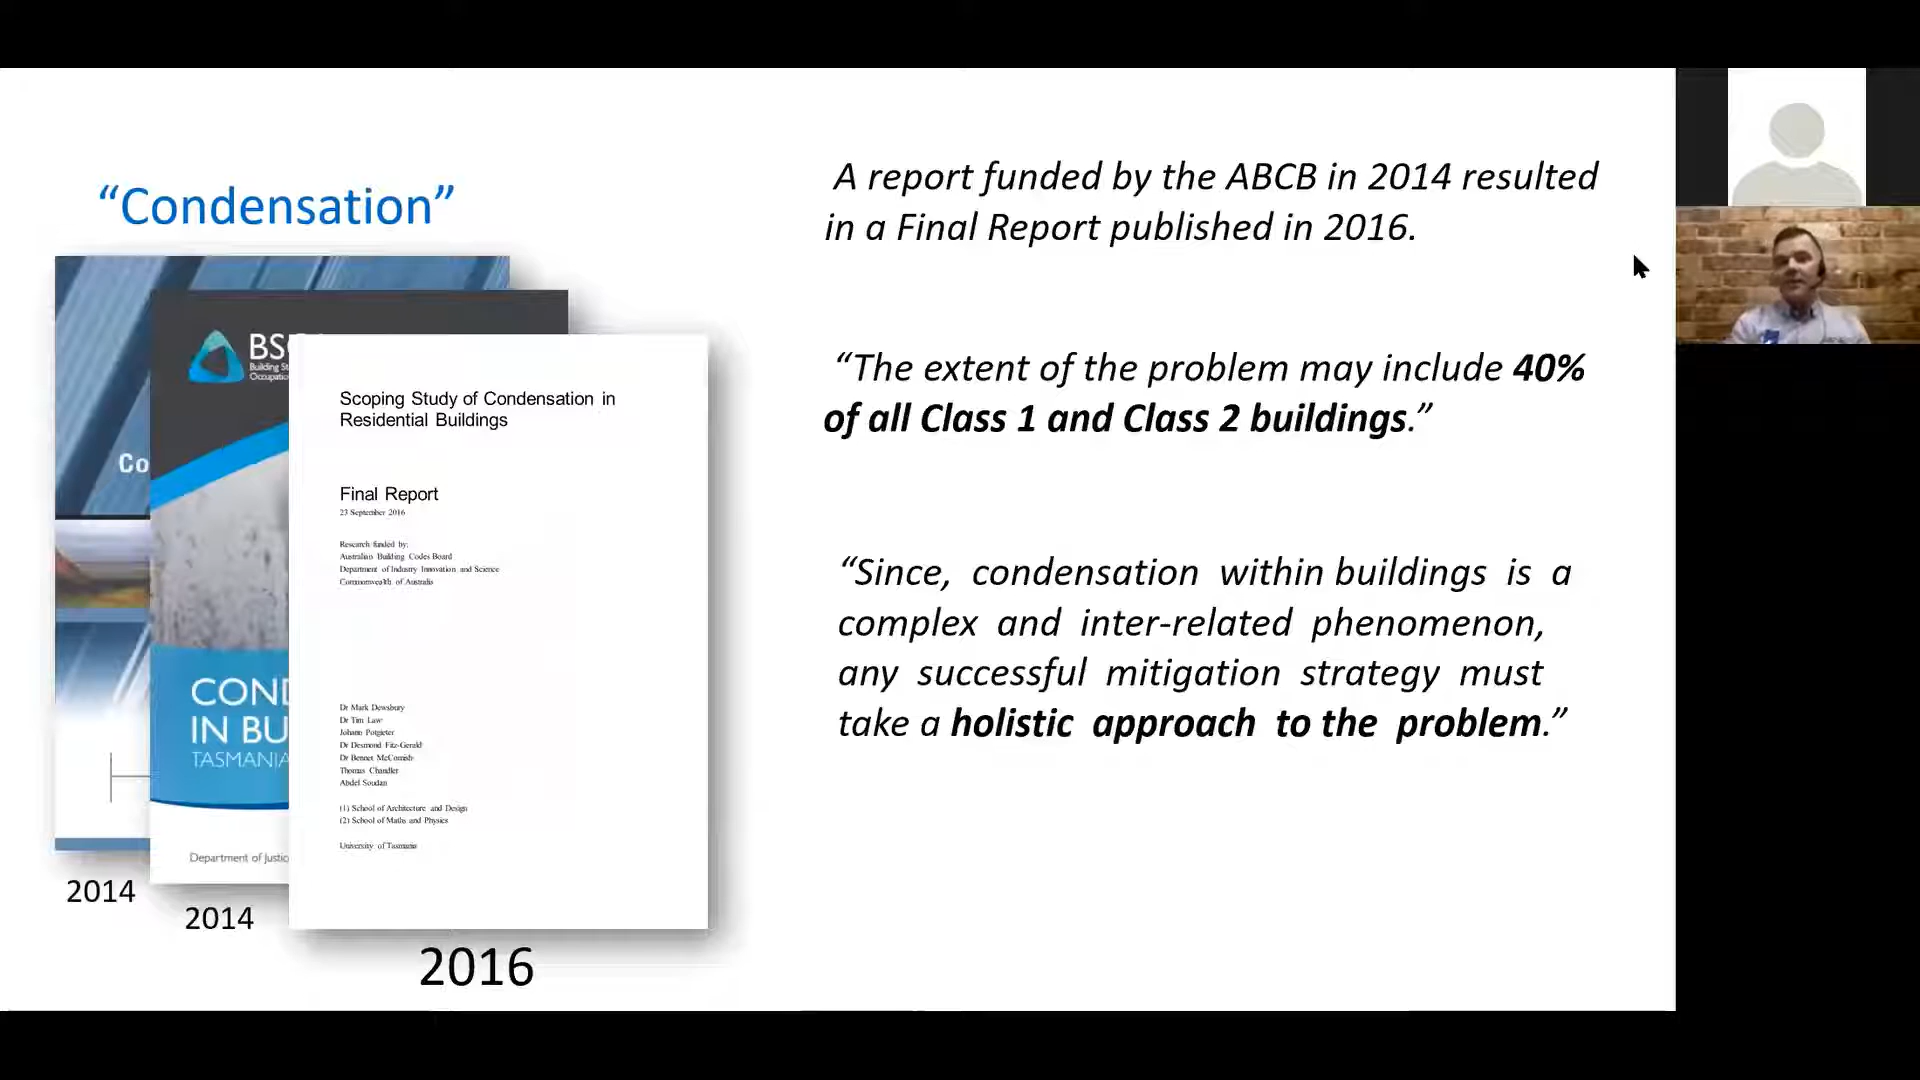 “Condensation”
Co
BS
Building St
Occupation
COND
IN BU
TASMANIA
Department of Justic
Scoping Study of Condensation in
Residential Buildings
Final Report
23 September 2016
Research funded by:
Australian Building Codes Board
Department of Industry Innovation and Science
Commonwealth of Australia
Dr Mark Dewsbury
Dr Tim Law
Johann Potgieter
Dr Desmond Fitz-Gerald
Dr Bennet McComish
Thomas Chandler
Abdel Soudan
(1) School of Architecture and Design
(2) School of Maths and Physics
University of Tasmania
2014
2014
2016
A report funded by the ABCB in 2014 resulted
in a Final Report published in 2016.
“The extent of the problem may include 40%
of all Class 1 and Class 2 buildings.”
“Since, condensation within buildings is a
complex and inter-related phenomenon,
any successful mitigation strategy must
take a holistic approach to the problem.”